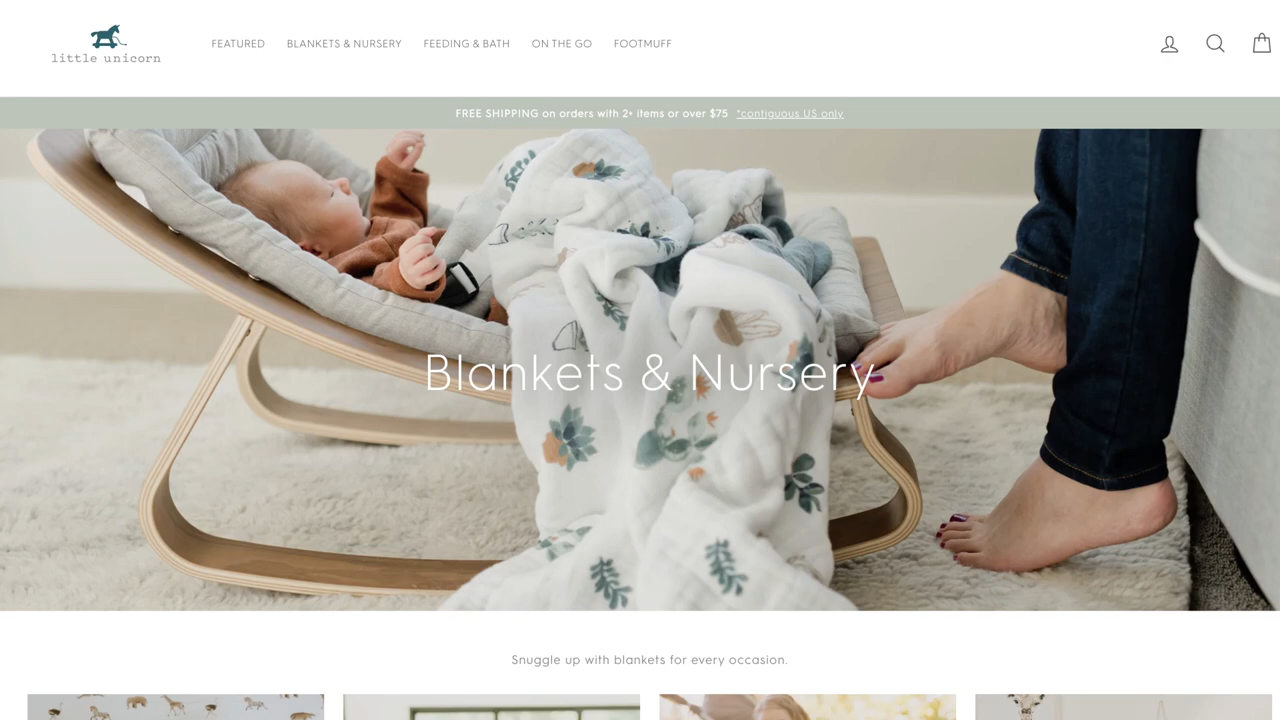 little unicorn
FEATURED
BLANKETS & NURSERY
FEEDING & BATH
ON THE GO
FOOTMUFF
FREE SHIPPING on orders with 2+ items or over $75 *contiguous US only
Blankets & Nursery
Snuggle up with blankets for every occasion.